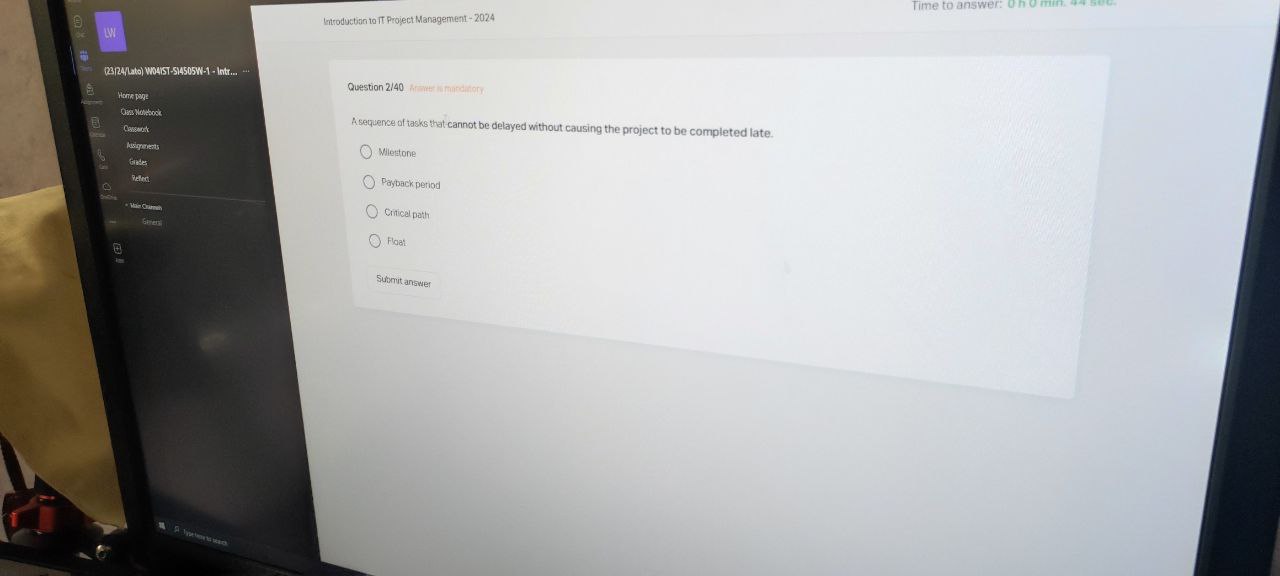 LW
(23/24/Lato) W04IST-SI4505W-1 - Intr... ...
Home page
Class Notebook
Classwork
Assignments
Grades
Reflect
Main Channels
General
Type here to search
Introduction to IT Project Management - 2024
Time to answer: 0 h 0 min. 44 sec.
Question 2/40 Answer is mandatory
A sequence of tasks that cannot be delayed without causing the project to be completed late.
Milestone
Payback period
Critical path
Float
Submit answer